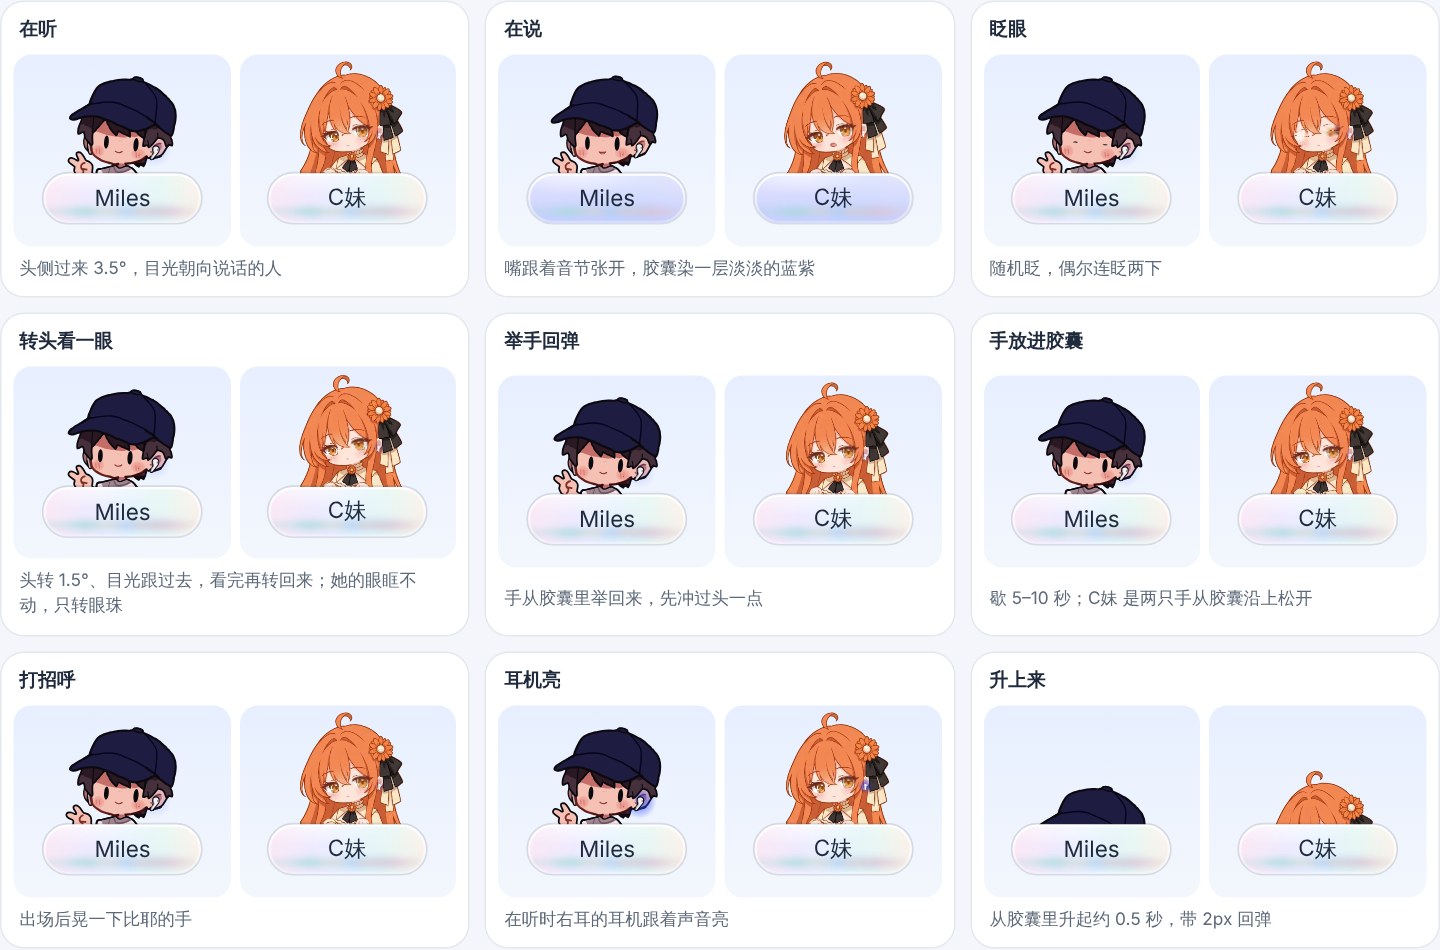 在听
Miles
C妹
头侧过来 3.5°，目光朝向说话的人
在说
Miles
C妹
嘴跟着音节张开，胶囊染一层淡淡的蓝紫
眨眼
Miles
C妹
随机眨，偶尔连眨两下
转头看一眼
Miles
C妹
头转 1.5°、目光跟过去，看完再转回来；她的眼眶不
动，只转眼珠
举手回弹
Miles
C妹
手从胶囊里举回来，先冲过头一点
手放进胶囊
Miles
C妹
歇 5–10 秒；C妹 是两只手从胶囊沿上松开
打招呼
Miles
C妹
出场后晃一下比耶的手
耳机亮
Miles
C妹
在听时右耳的耳机跟着声音亮
升上来
Miles
C妹
从胶囊里升起约 0.5 秒，带 2px 回弹